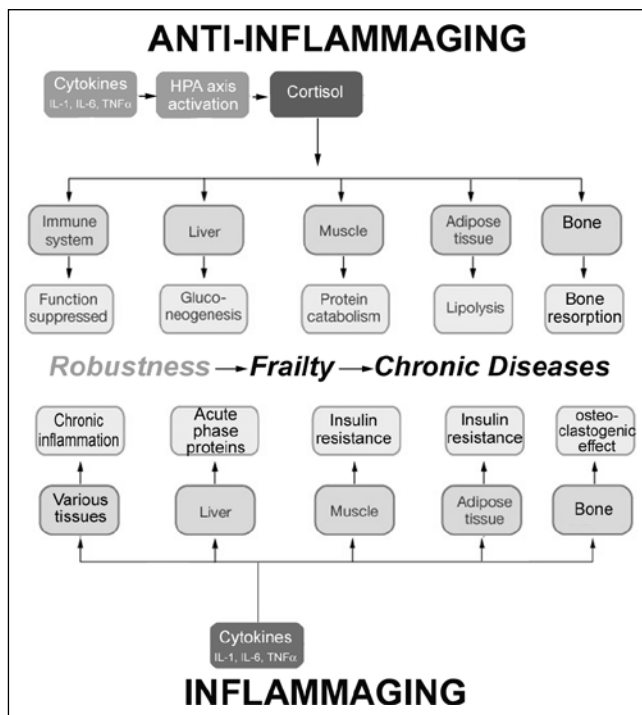 ANTI-INFLAMMAGING
Cytokines
IL-1, IL-6, TNFα
HPA axis
activation
Cortisol
Immune
system
Liver
Muscle
Adipose
tissue
Bone
Function
suppressed
Gluco-
neogenesis
Protein
catabolism
Lipolysis
Bone
resorption
Robustness
Frailty
Chronic Diseases
Chronic
inflammation
Acute
phase
proteins
Insulin
resistance
Insulin
resistance
osteo-
clastogenic
effect
Various
tissues
Liver
Muscle
Adipose
tissue
Bone
Cytokines
IL-1, IL-6, TNFα
INFLAMMAGING